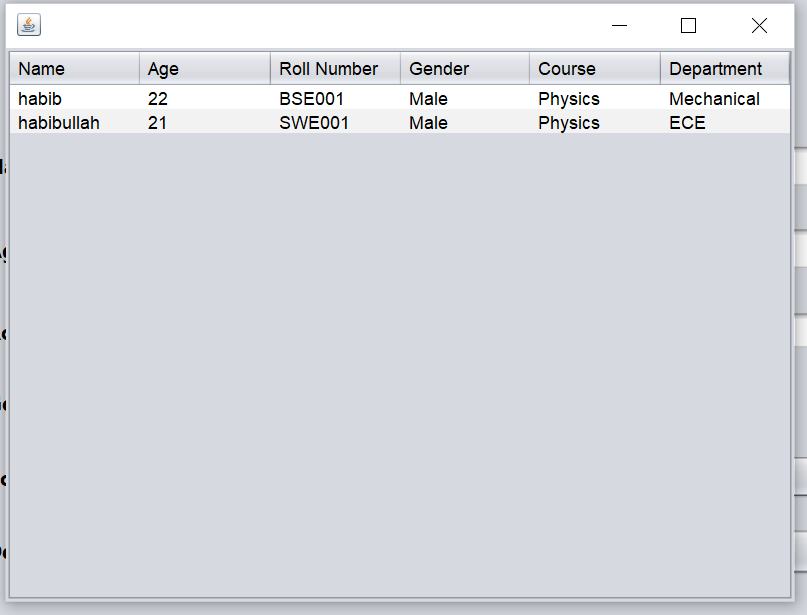 Name Age Roll Number Gender Course Department
habib 22 BSE001 Male Physics Mechanical
habibullah 21 SWE001 Male Physics ECE